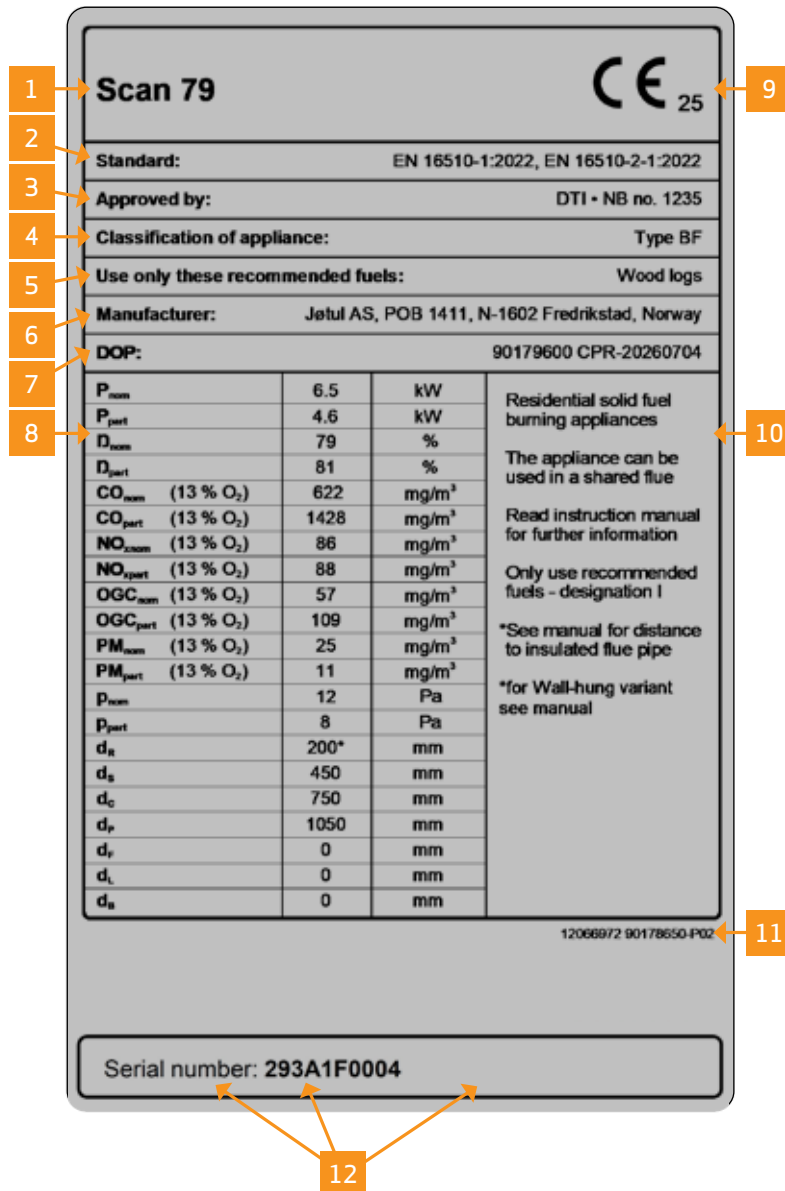 Scan 79
CE 25
Standard: EN 16510-1:2022, EN 16510-2-1:2022
Approved by: DTI • NB no. 1235
Classification of appliance: Type BF
Use only these recommended fuels: Wood logs
Manufacturer: Jøtul AS, POB 1411, N-1602 Fredrikstad, Norway
DOP: 90179600 CPR-20260704
Pnom 6.5 kW
Ppart 4.6 kW
Dnom 79 %
Dpart 81 %
COnom (13 % O₂) 622 mg/m³
COpart (13 % O₂) 1428 mg/m³
NOxnom (13 % O₂) 86 mg/m³
NOxpart (13 % O₂) 88 mg/m³
OGCnom (13 % O₂) 57 mg/m³
OGCpart (13 % O₂) 109 mg/m³
PMnom (13 % O₂) 25 mg/m³
PMpart (13 % O₂) 11 mg/m³
pnom 12 Pa
ppart 8 Pa
dR 200* mm
dS 450 mm
dC 750 mm
dP 1050 mm
dF 0 mm
dL 0 mm
dB 0 mm
Residential solid fuel
burning appliances
The appliance can be
used in a shared flue
Read instruction manual
for further information
Only use recommended
fuels - designation I
*See manual for distance
to insulated flue pipe
*for Wall-hung variant
see manual
12066972 90178650-P02
Serial number: 293A1F0004
1
2
3
4
5
6
7
8
9
10
11
12